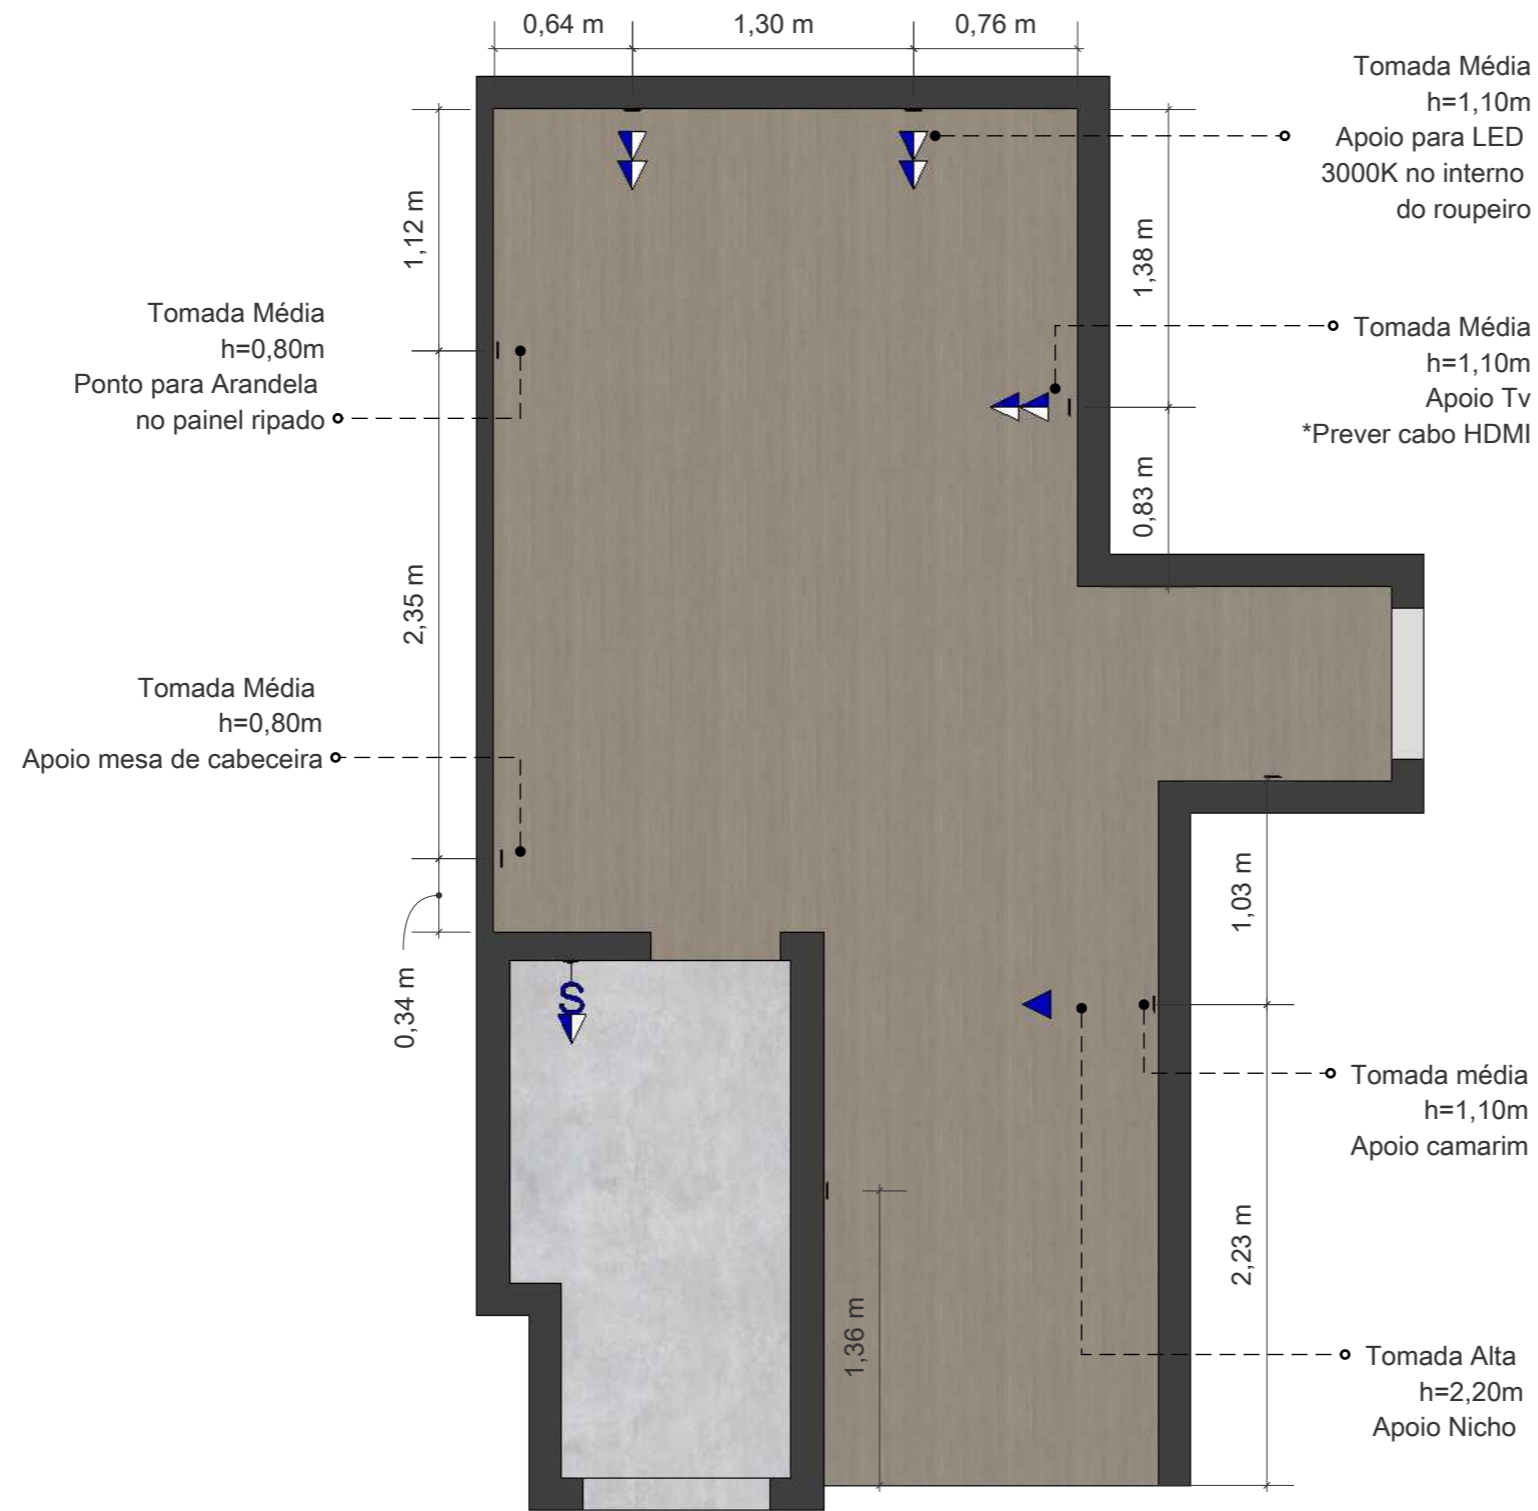 0,64 m
1,30 m
0,76 m
Tomada Média
h=1,10m
Apoio para LED
3000K no interno
do roupeiro
1,12 m
1,38 m
Tomada Média
h=0,80m
Ponto para Arandela
no painel ripado
Tomada Média
h=1,10m
Apoio Tv
*Prever cabo HDMI
0,83 m
2,35 m
Tomada Média
h=0,80m
Apoio mesa de cabeceira
1,03 m
0,34 m
S
Tomada média
h=1,10m
Apoio camarim
2,23 m
1,36 m
Tomada Alta
h=2,20m
Apoio Nicho